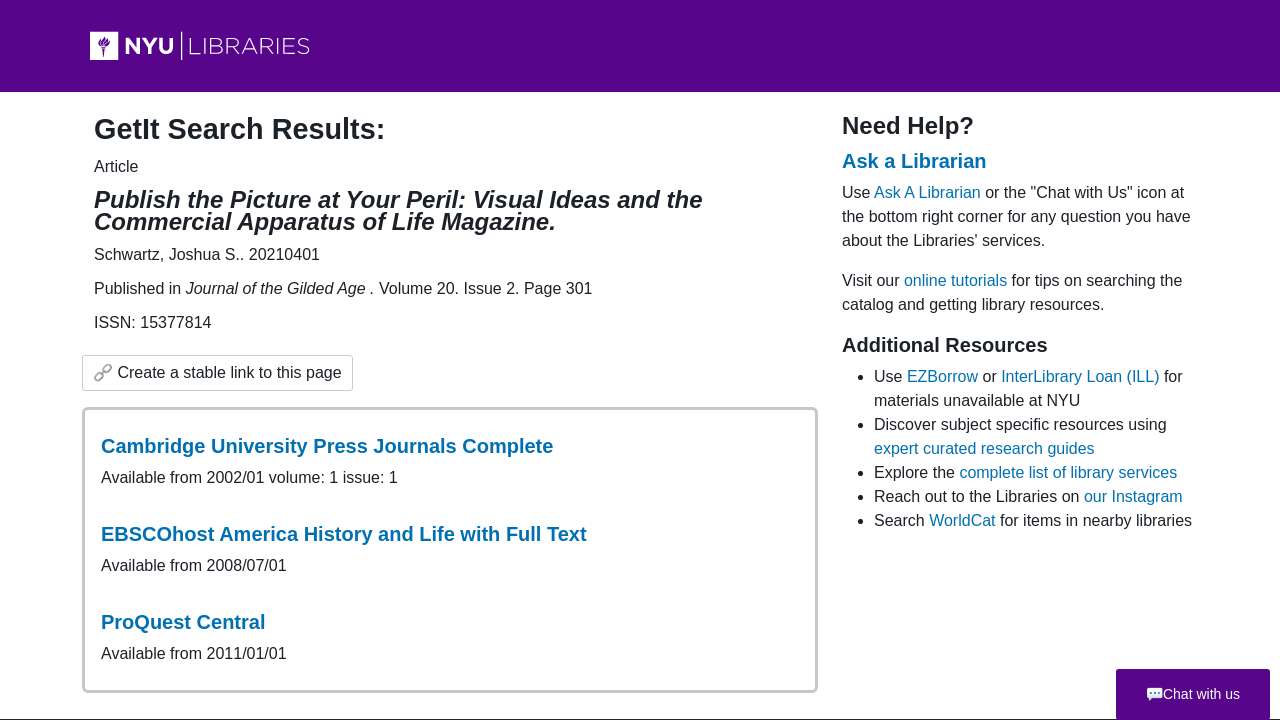 NYU LIBRARIES
GetIt Search Results:
Article
Publish the Picture at Your Peril: Visual Ideas and the
Commercial Apparatus of Life Magazine.
Schwartz, Joshua S.. 20210401
Published in Journal of the Gilded Age . Volume 20. Issue 2. Page 301
ISSN: 15377814
Create a stable link to this page
Cambridge University Press Journals Complete
Available from 2002/01 volume: 1 issue: 1
EBSCOhost America History and Life with Full Text
Available from 2008/07/01
ProQuest Central
Available from 2011/01/01
Need Help?
Ask a Librarian
Use Ask A Librarian or the "Chat with Us" icon at
the bottom right corner for any question you have
about the Libraries' services.
Visit our online tutorials for tips on searching the
catalog and getting library resources.
Additional Resources
• Use EZBorrow or InterLibrary Loan (ILL) for
materials unavailable at NYU
• Discover subject specific resources using
expert curated research guides
• Explore the complete list of library services
• Reach out to the Libraries on our Instagram
• Search WorldCat for items in nearby libraries
Chat with us